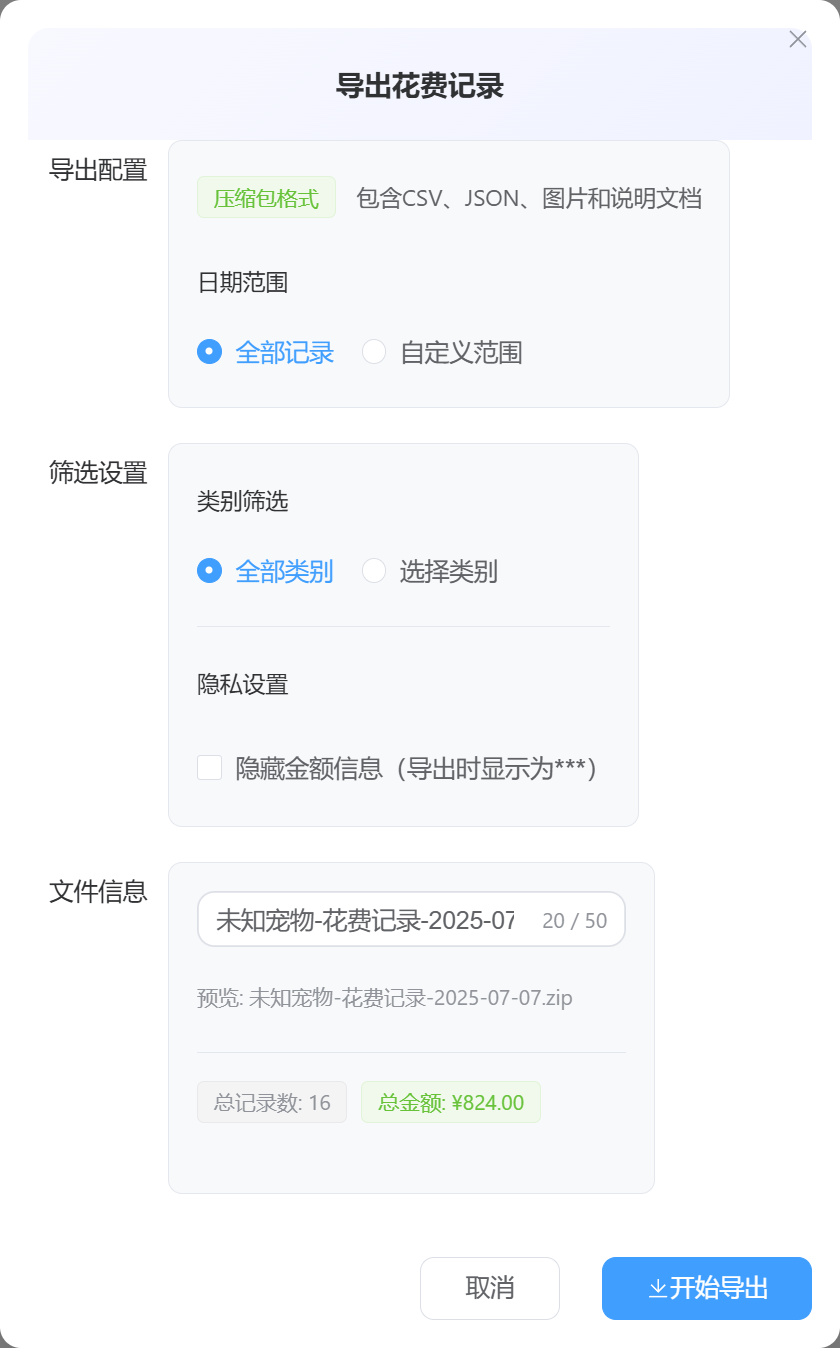 导出花费记录
导出配置
压缩包格式 包含CSV、JSON、图片和说明文档
日期范围
全部记录 自定义范围
筛选设置
类别筛选
全部类别 选择类别
隐私设置
隐藏金额信息（导出时显示为***）
文件信息
未知宠物-花费记录-2025-07 20 / 50
预览: 未知宠物-花费记录-2025-07-07.zip
总记录数: 16 总金额: ¥824.00
取消 开始导出